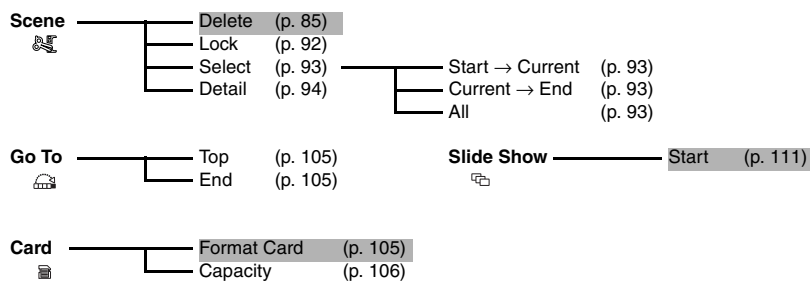 Scene Delete (p. 85)
Lock (p. 92)
Select (p. 93) Start → Current (p. 93)
Detail (p. 94) Current → End (p. 93)
All (p. 93)
Go To Top (p. 105) Slide Show Start (p. 111)
End (p. 105)
Card Format Card (p. 105)
Capacity (p. 106)